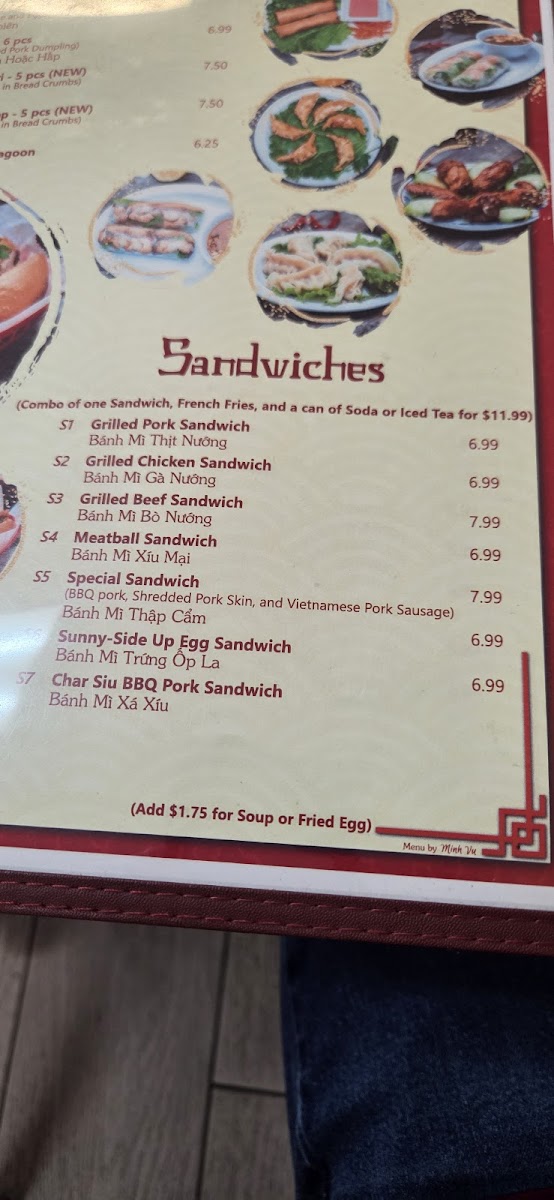 6.99
6 pcs
d Pork Dumpling)
Hoặc Hấp
- 5 pcs (NEW) 7.50
in Bread Crumbs)
p - 5 pcs (NEW) 7.50
in Bread Crumbs)
agoon 6.25
Sandwiches
(Combo of one Sandwich, French Fries, and a can of Soda or Iced Tea for $11.99)
S1 Grilled Pork Sandwich 6.99
Bánh Mì Thịt Nướng
S2 Grilled Chicken Sandwich 6.99
Bánh Mì Gà Nướng
S3 Grilled Beef Sandwich 7.99
Bánh Mì Bò Nướng
S4 Meatball Sandwich 6.99
Bánh Mì Xíu Mại
S5 Special Sandwich 7.99
(BBQ pork, Shredded Pork Skin, and Vietnamese Pork Sausage)
Bánh Mì Thập Cẩm
S6 Sunny-Side Up Egg Sandwich 6.99
Bánh Mì Trứng Ốp La
S7 Char Siu BBQ Pork Sandwich 6.99
Bánh Mì Xá Xíu
(Add $1.75 for Soup or Fried Egg)
Menu by Minh Vu